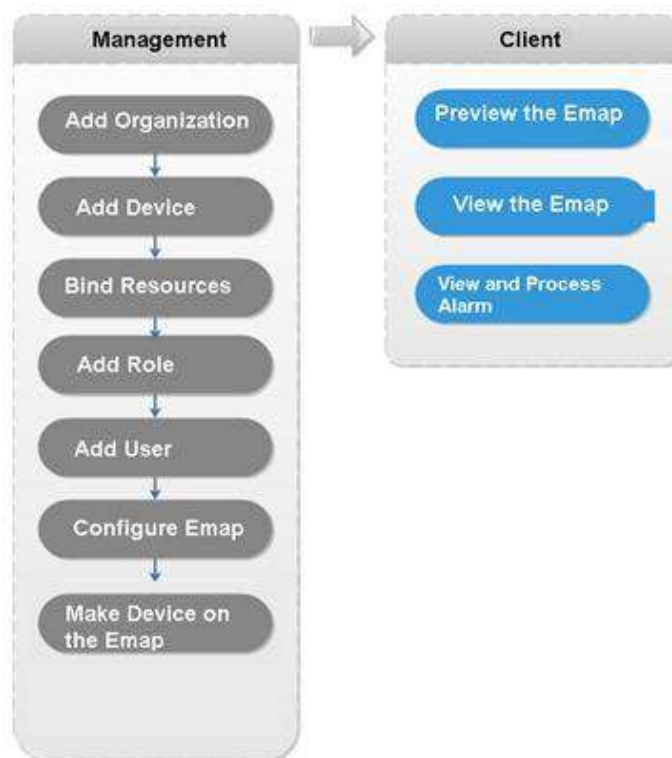 Management
Add Organization
Add Device
Bind Resources
Add Role
Add User
Configure Emap
Make Device on
the Emap
Client
Preview the Emap
View the Emap
View and Process
Alarm